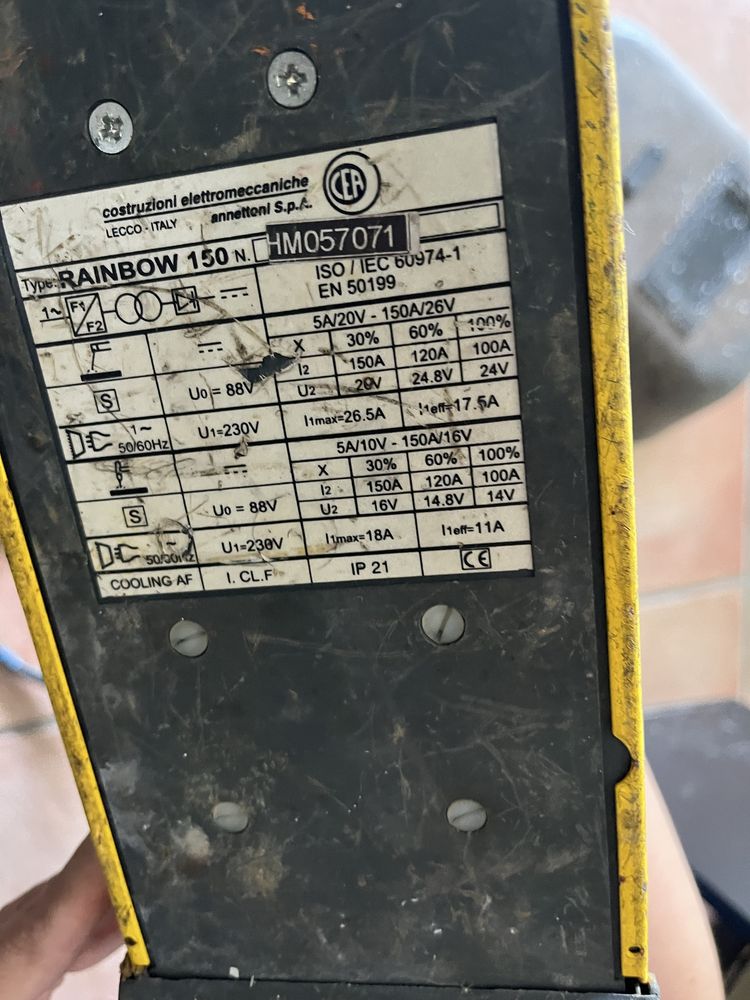 costruzioni elettromeccaniche
annettoni S.p.A.
LECCO - ITALY
CEA
Type: RAINBOW 150 N. HM057071
1~ F1 F2
ISO / IEC 60974-1
EN 50199
5A/20V - 150A/26V
X 30% 60% 100%
I2 150A 120A 100A
S U0 = 88V U2 26V 24.8V 24V
1~ 50/60Hz U1=230V I1max=26.5A I1eff=17.5A
5A/10V - 150A/16V
X 30% 60% 100%
I2 150A 120A 100A
S U0 = 88V U2 16V 14.8V 14V
~ 50/60Hz U1=230V I1max=18A I1eff=11A
COOLING AF I. CL.F IP 21 CE